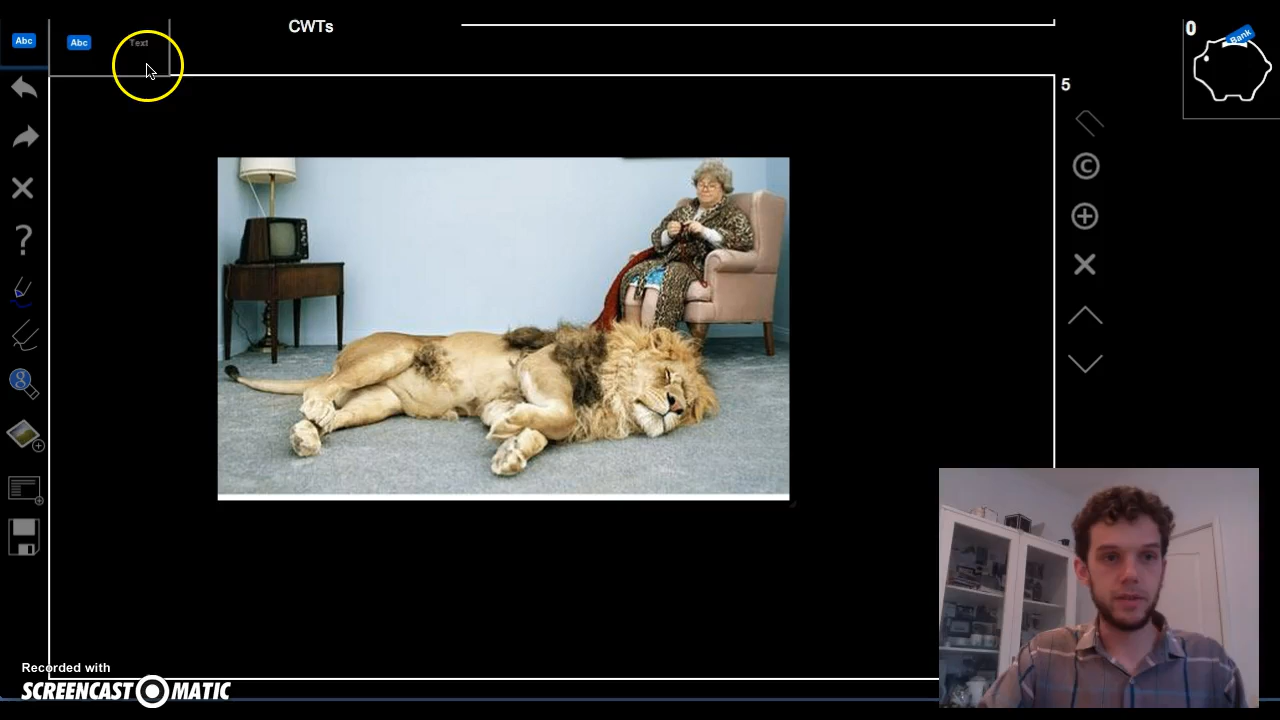 CWTs
0
Bank
Abc
Abc
Text
5
©
?
g
Recorded with
SCREENCAST-O-MATIC